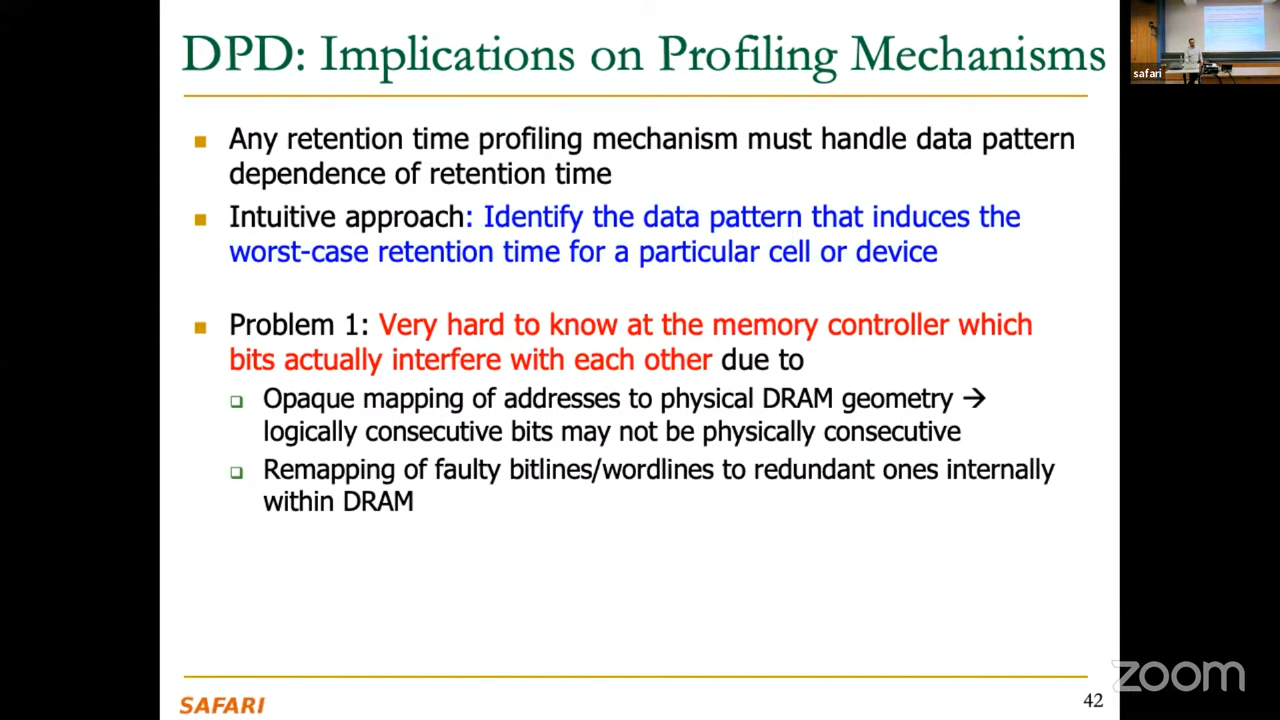 DPD: Implications on Profiling Mechanisms
safari
Any retention time profiling mechanism must handle data pattern
dependence of retention time
Intuitive approach: Identify the data pattern that induces the
worst-case retention time for a particular cell or device
Problem 1: Very hard to know at the memory controller which
bits actually interfere with each other due to
Opaque mapping of addresses to physical DRAM geometry →
logically consecutive bits may not be physically consecutive
Remapping of faulty bitlines/wordlines to redundant ones internally
within DRAM
SAFARI
42
zoom